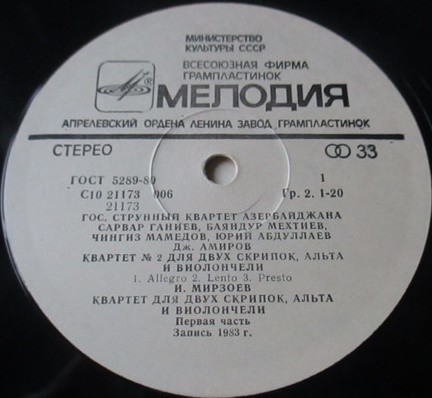 МИНИСТЕРСТВО
КУЛЬТУРЫ СССР
ВСЕСОЮЗНАЯ ФИРМА
ГРАМПЛАСТИНОК
МЕЛОДИЯ
АПРЕЛЕВСКИЙ ОРДЕНА ЛЕНИНА ЗАВОД ГРАМПЛАСТИНОК
СТЕРЕО 33
ГОСТ 5289-80 1
С10 21173 006 Гр. 2. 1-20
21173
ГОС. СТРУННЫЙ КВАРТЕТ АЗЕРБАЙДЖАНА
САРВАР ГАНИЕВ, БАЯНДУР МЕХТИЕВ,
ЧИНГИЗ МАМЕДОВ, ЮРИЙ АБДУЛЛАЕВ
ДЖ. АМИРОВ
КВАРТЕТ № 2 ДЛЯ ДВУХ СКРИПОК, АЛЬТА
И ВИОЛОНЧЕЛИ
1. Allegro 2. Lento 3. Presto
И. МИРЗОЕВ
КВАРТЕТ ДЛЯ ДВУХ СКРИПОК, АЛЬТА
И ВИОЛОНЧЕЛИ
Первая часть
Запись 1983 г.